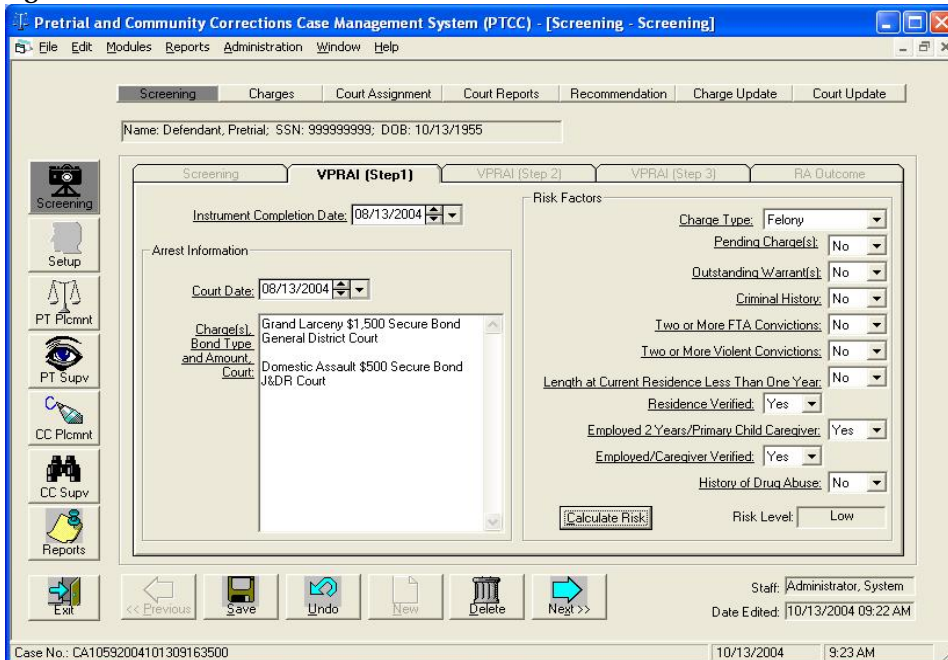 Pretrial and Community Corrections Case Management System (PTCC) - [Screening - Screening]
File Edit Modules Reports Administration Window Help
Screening Charges Court Assignment Court Reports Recommendation Charge Update Court Update
Name: Defendant, Pretrial; SSN: 999999999; DOB: 10/13/1955
Screening VPRAI (Step1) VPRAI (Step 2) VPRAI (Step 3) RA Outcome
Screening
Setup
PT Plcmnt
PT Supv
CC Plcmnt
CC Supv
Reports
Exit
Instrument Completion Date: 08/13/2004
Arrest Information
Court Date: 08/13/2004
Charge(s),
Bond Type
and Amount,
Court:
Grand Larceny $1,500 Secure Bond
General District Court
Domestic Assault $500 Secure Bond
J&DR Court
Risk Factors
Charge Type: Felony
Pending Charge(s): No
Outstanding Warrant(s): No
Criminal History: No
Two or More FTA Convictions: No
Two or More Violent Convictions: No
Length at Current Residence Less Than One Year: No
Residence Verified: Yes
Employed 2 Years/Primary Child Caregiver: Yes
Employed/Caregiver Verified: Yes
History of Drug Abuse: No
Calculate Risk Risk Level: Low
<< Previous Save Undo New Delete Next >>
Staff: Administrator, System
Date Edited: 10/13/2004 09:22 AM
Case No.: CA10592004101309163500 10/13/2004 9:23 AM